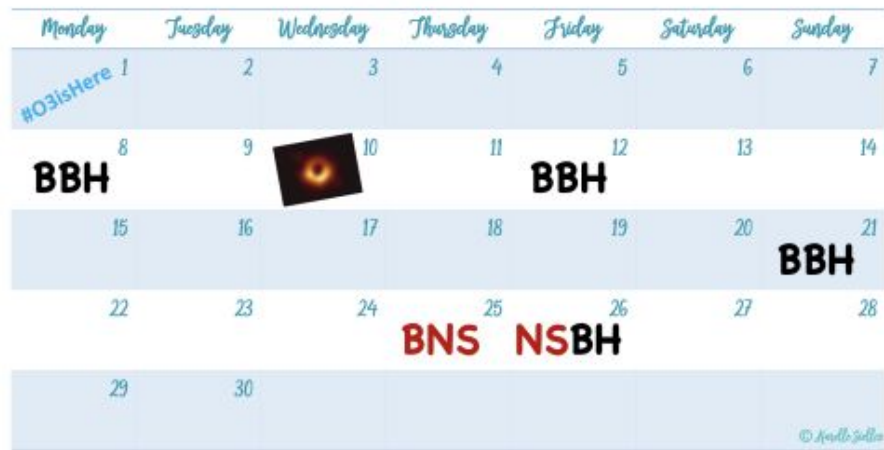 Monday Tuesday Wednesday Thursday Friday Saturday Sunday
1 2 3 4 5 6 7
#O3isHere
8 9 10 11 12 13 14
BBH BBH
15 16 17 18 19 20 21
BBH
22 23 24 25 26 27 28
BNS NSBH
29 30
©